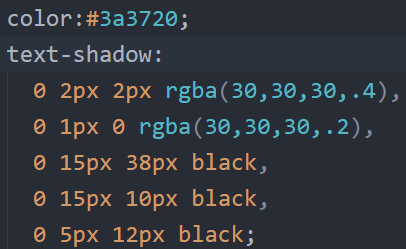 color:#3a3720;
text-shadow:
0 2px 2px rgba(30,30,30,.4),
0 1px 0 rgba(30,30,30,.2),
0 15px 38px black,
0 15px 10px black,
0 5px 12px black;